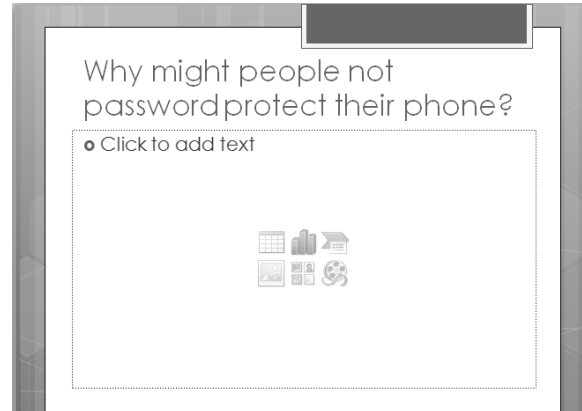 Why might people not
password protect their phone?
Click to add text